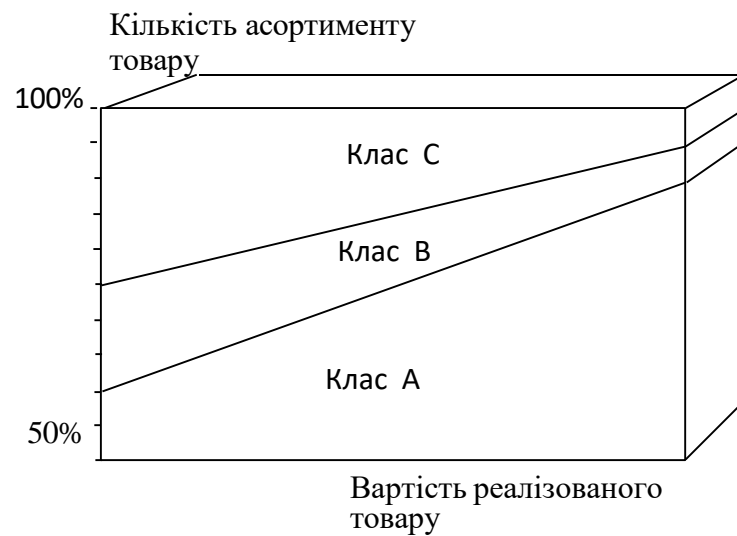 Кількість асортименту
товару
100%
Клас С
Клас В
Клас А
50%
Вартість реалізованого
товару